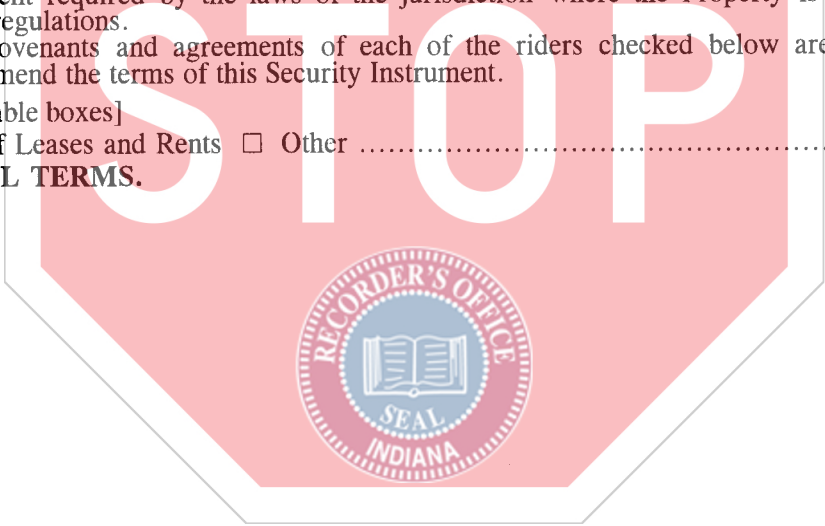 ent required by the laws of the jurisdiction where the Property is
regulations.
ovenants and agreements of each of the riders checked below are
mend the terms of this Security Instrument.
ble boxes]
f Leases and Rents ☐ Other ........................................................
L TERMS.
STOP
RECORDER'S OFFICE
SEAL
INDIANA